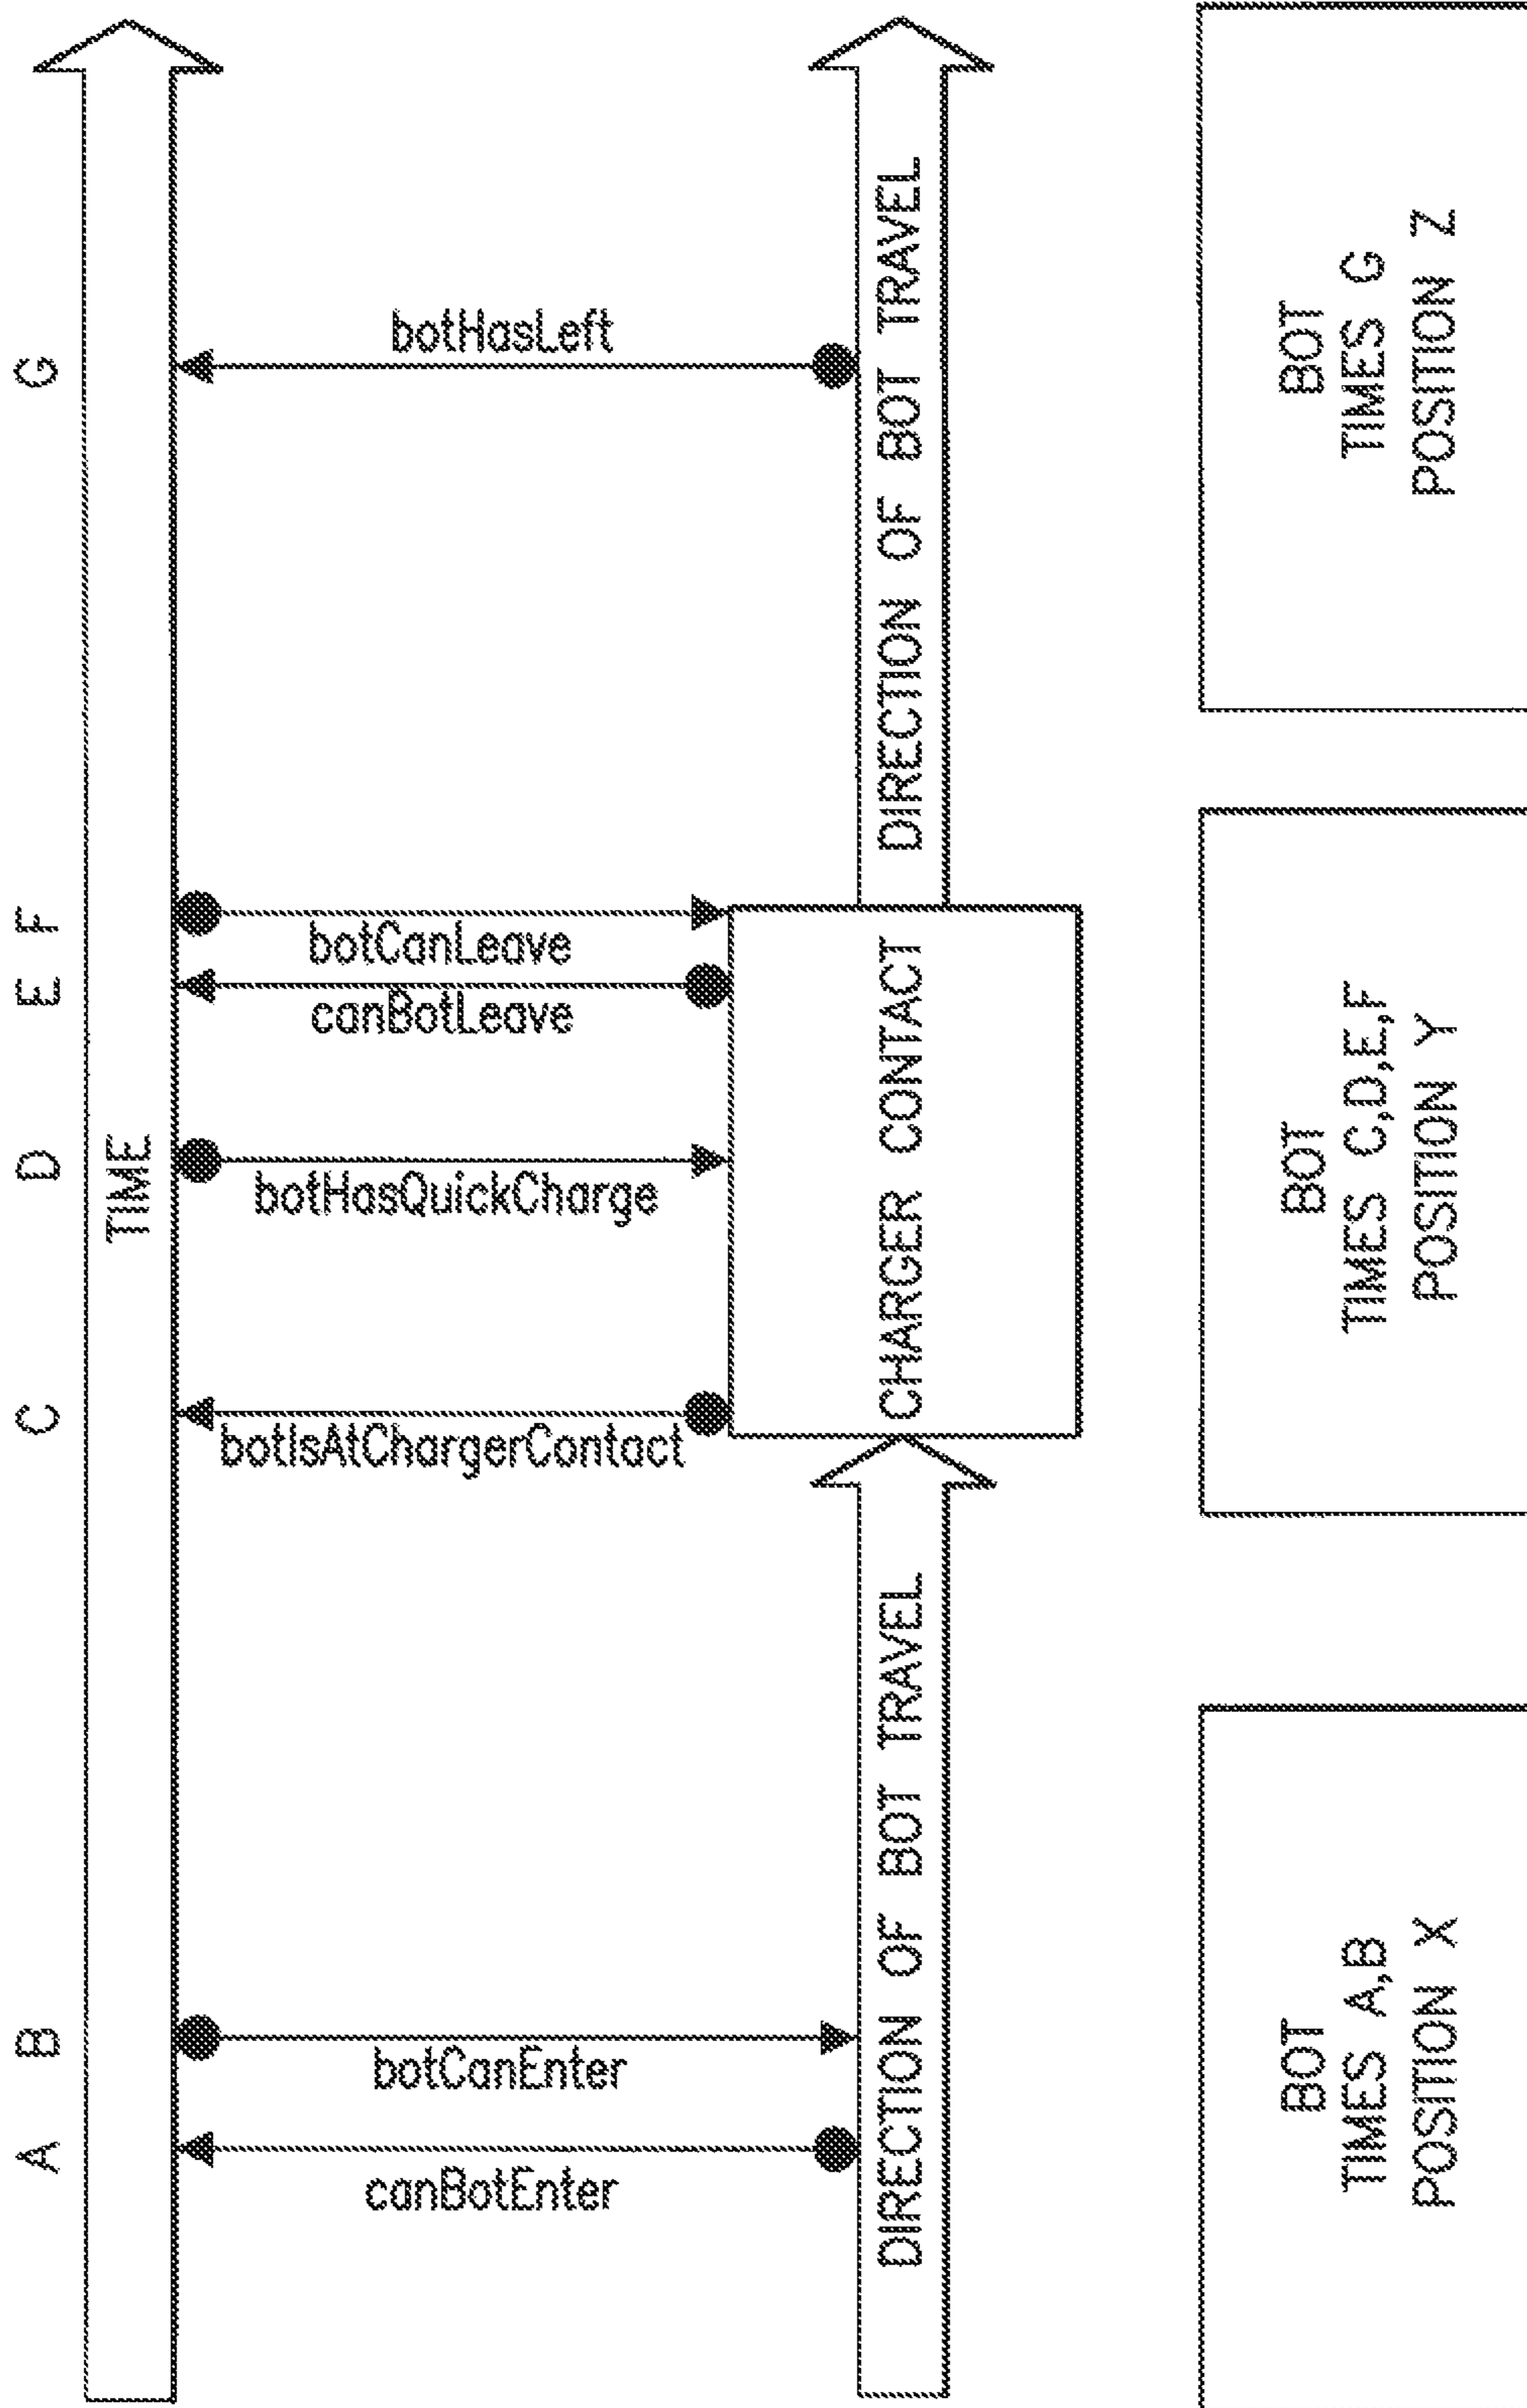 A
B
C
D
E
F
G
TIME
canBotEnter
botCanEnter
botIsAtChargerContact
botHasQuickCharge
canBotLeave
botCanLeave
botHasLeft
DIRECTION OF BOT TRAVEL
CHARGER CONTACT
DIRECTION OF BOT TRAVEL
BOT
TIMES A,B
POSITION X
BOT
TIMES C,D,E,F
POSITION Y
BOT
TIMES G
POSITION Z